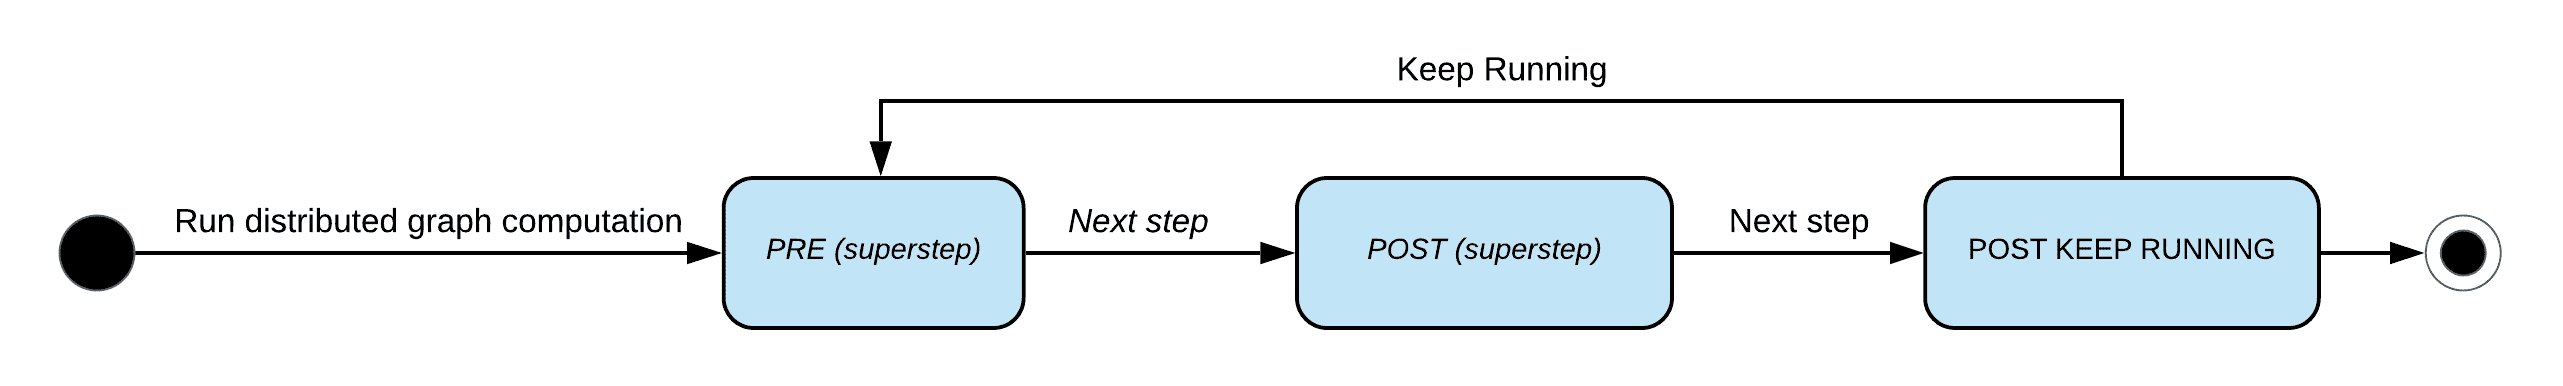 Keep Running
Run distributed graph computation
Next step
Next step
PRE (superstep)
POST (superstep)
POST KEEP RUNNING